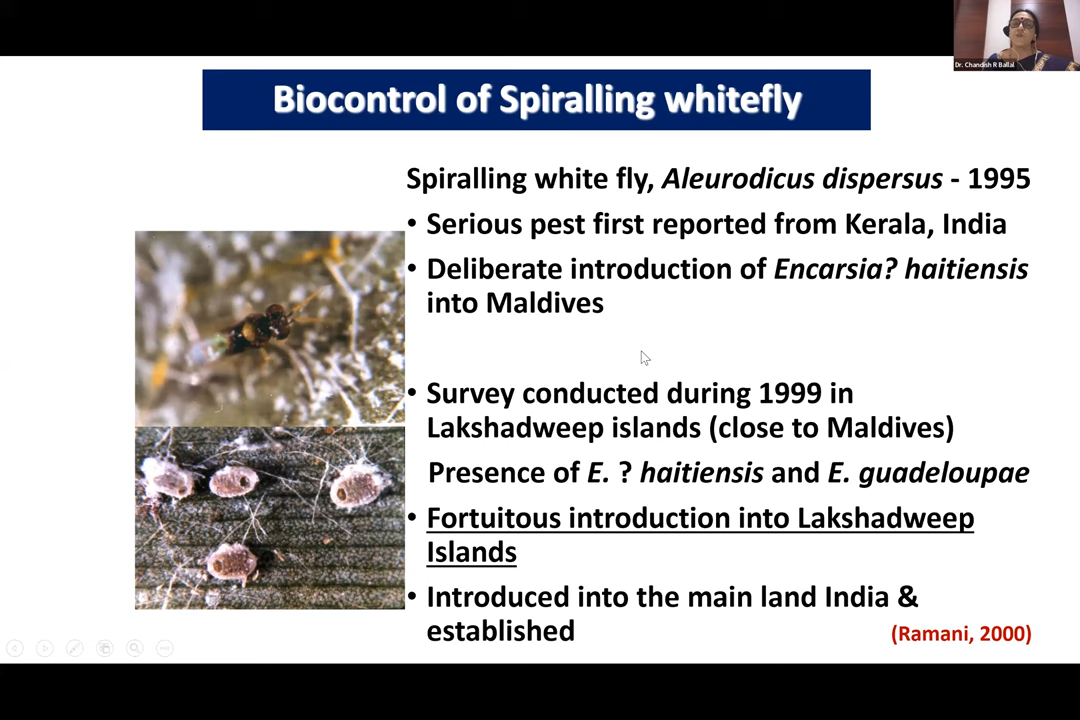 Dr. Chandish R Ballal
Biocontrol of Spiralling whitefly
Spiralling white fly, Aleurodicus dispersus - 1995
• Serious pest first reported from Kerala, India
• Deliberate introduction of Encarsia? haitiensis
into Maldives
• Survey conducted during 1999 in
Lakshadweep islands (close to Maldives)
Presence of E. ? haitiensis and E. guadeloupae
• Fortuitous introduction into Lakshadweep
Islands
• Introduced into the main land India &
established
(Ramani, 2000)